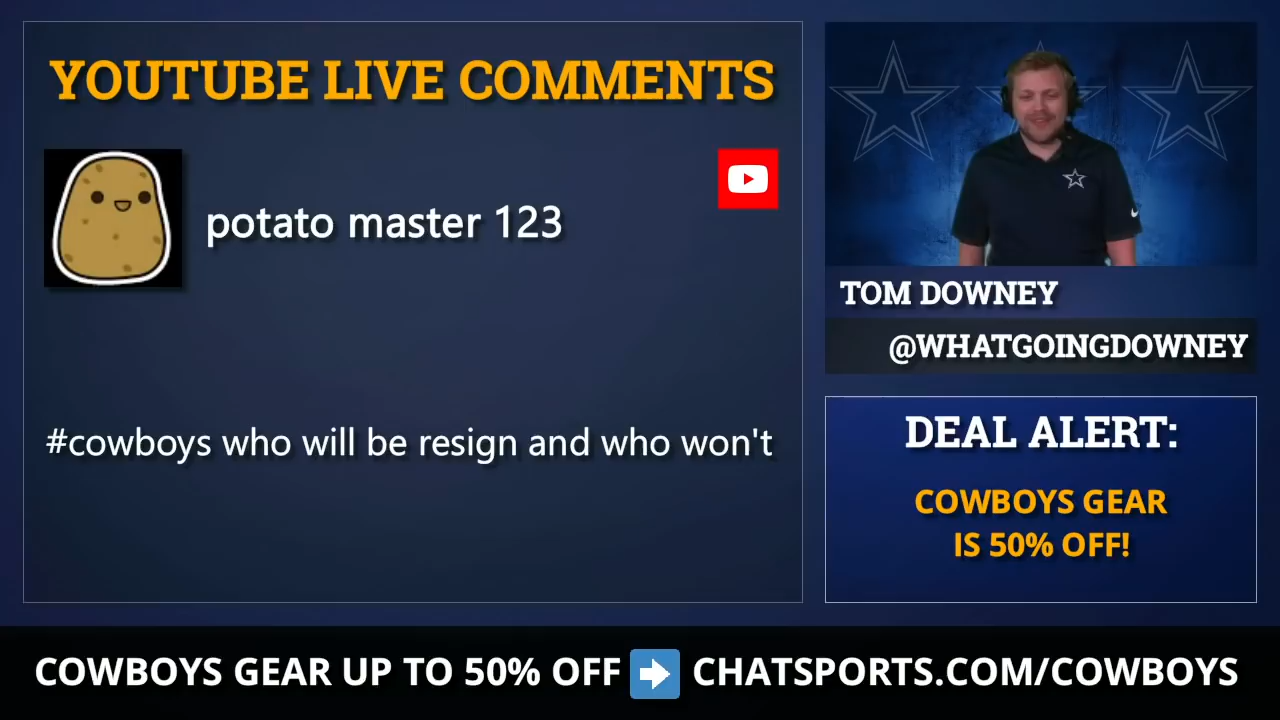 YOUTUBE LIVE COMMENTS
potato master 123
#cowboys who will be resign and who won't
TOM DOWNEY
@WHATGOINGDOWNEY
DEAL ALERT:
COWBOYS GEAR
IS 50% OFF!
COWBOYS GEAR UP TO 50% OFF ➡ CHATSPORTS.COM/COWBOYS